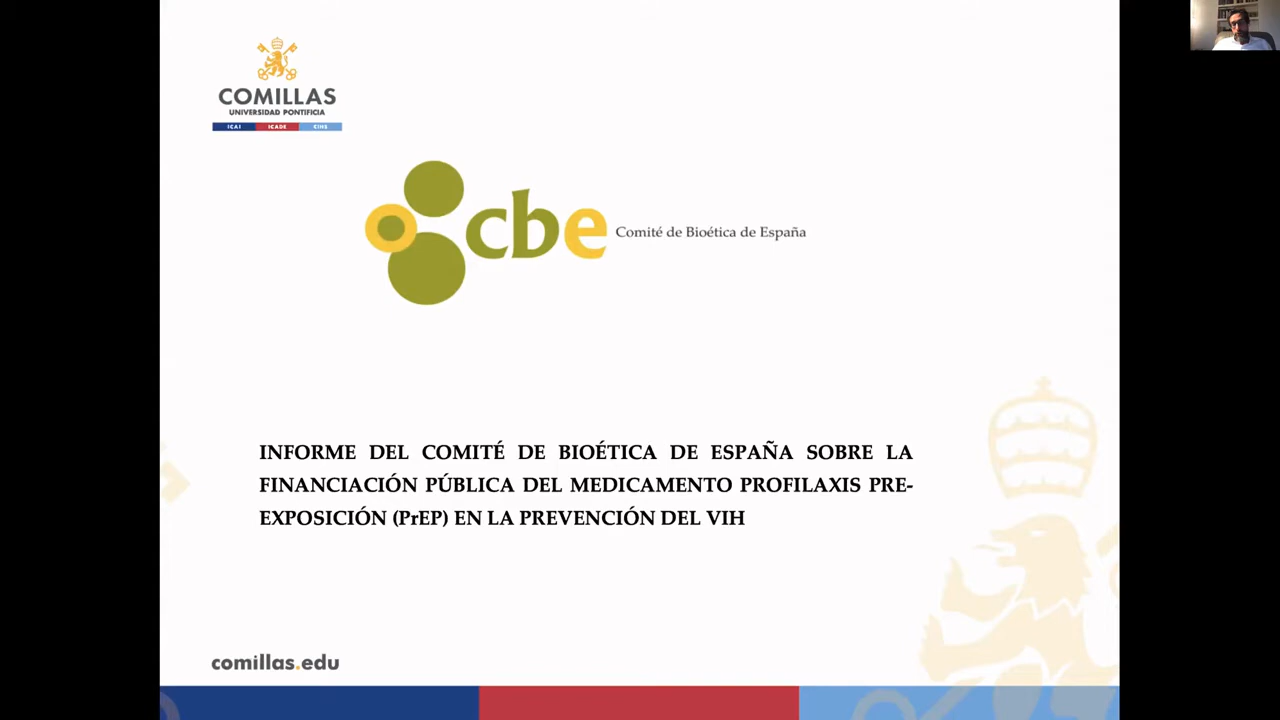 COMILLAS
UNIVERSIDAD PONTIFICIA
ICAI ICADE CIHS
cbe Comité de Bioética de España
INFORME DEL COMITÉ DE BIOÉTICA DE ESPAÑA SOBRE LA
FINANCIACIÓN PÚBLICA DEL MEDICAMENTO PROFILAXIS PRE-
EXPOSICIÓN (PrEP) EN LA PREVENCIÓN DEL VIH
comillas.edu